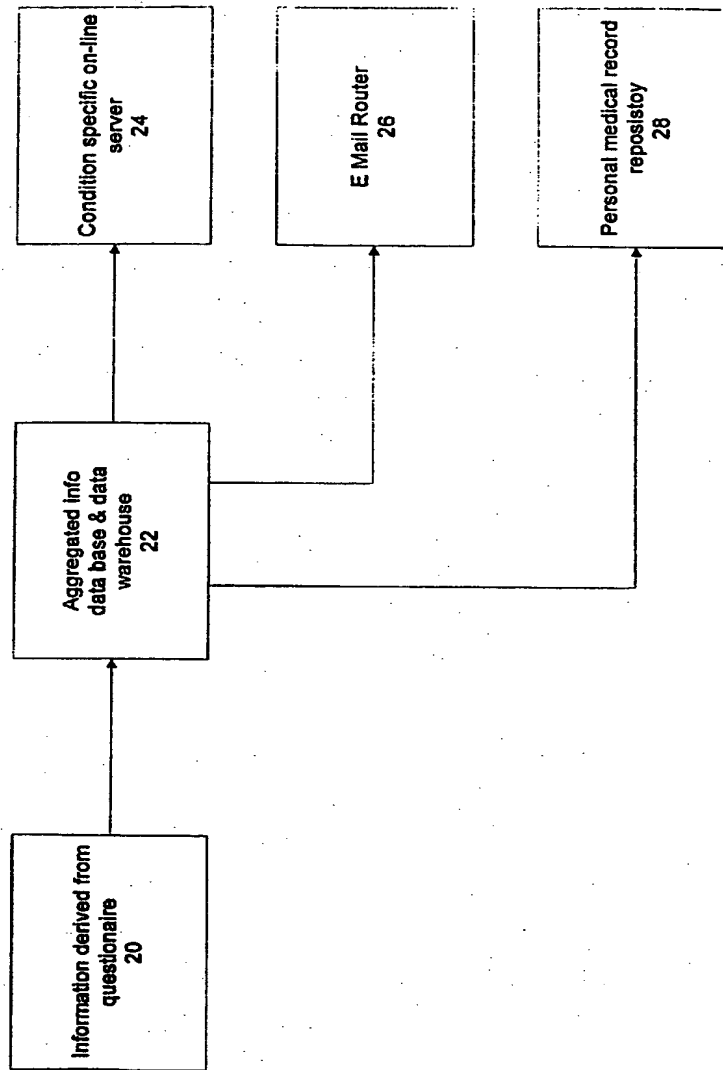 Information derived from
questionaire
20
Aggregated info
data base & data
warehouse
22
Condition specific on-line
server
24
E Mail Router
26
Personal medical record
reposistoy
28